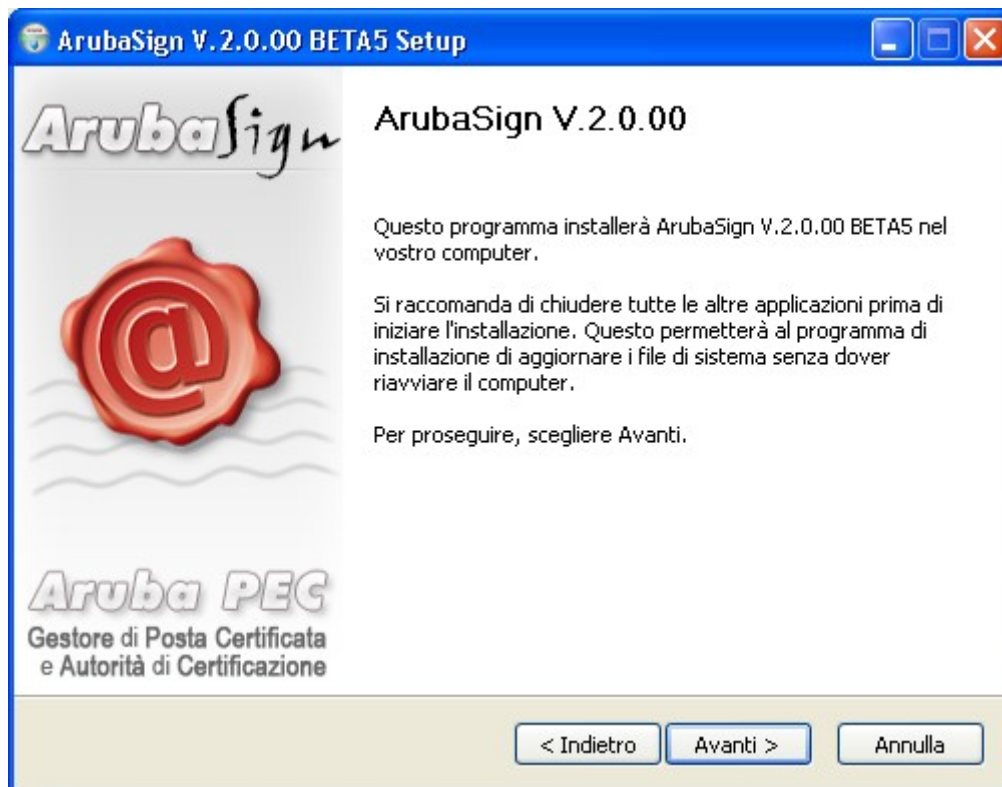 ArubaSign V.2.0.00 BETA5 Setup
ArubaSign
ArubaSign V.2.0.00
Questo programma installerà ArubaSign V.2.0.00 BETA5 nel
vostro computer.
Si raccomanda di chiudere tutte le altre applicazioni prima di
iniziare l'installazione. Questo permetterà al programma di
installazione di aggiornare i file di sistema senza dover
riavviare il computer.
Per proseguire, scegliere Avanti.
@
Aruba PEC
Gestore di Posta Certificata
e Autorità di Certificazione
< Indietro
Avanti >
Annulla